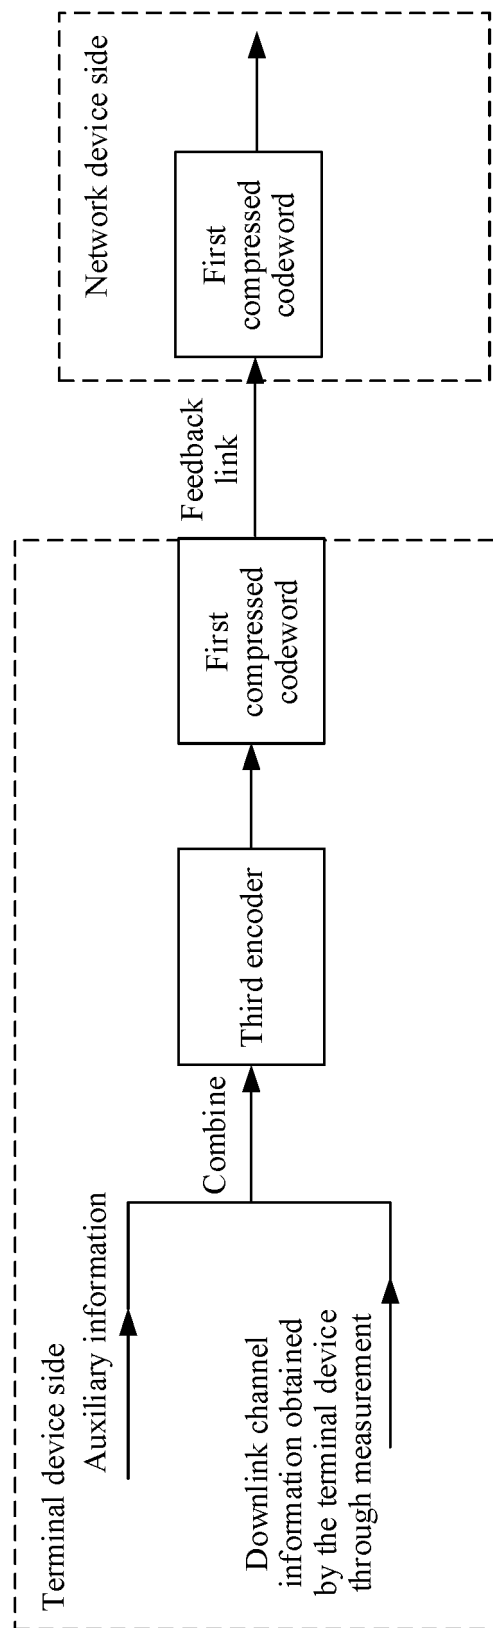 Terminal device side
Auxiliary information
Downlink channel
information obtained
by the terminal device
through measurement
Combine
Third encoder
First
compressed
codeword
Feedback
link
Network device side
First
compressed
codeword